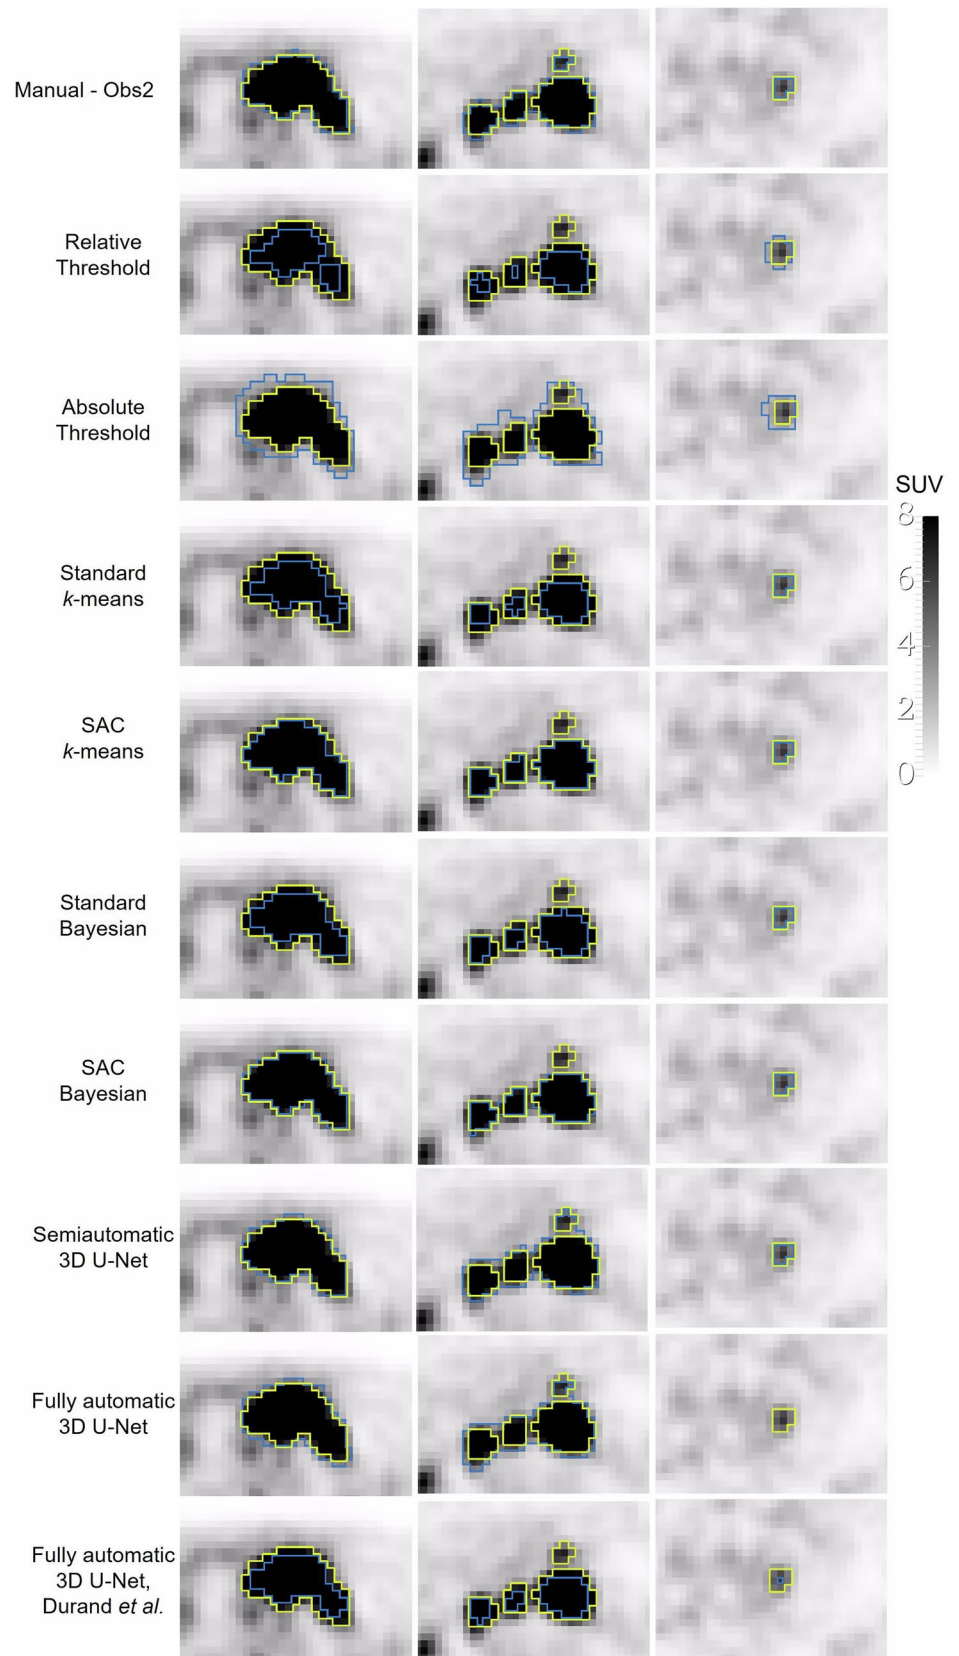 Manual - Obs2
Relative
Threshold
Absolute
Threshold
SUV
8
6
4
2
0
Standard
k-means
SAC
k-means
Standard
Bayesian
SAC
Bayesian
Semiautomatic
3D U-Net
Fully automatic
3D U-Net
Fully automatic
3D U-Net,
Durand et al.